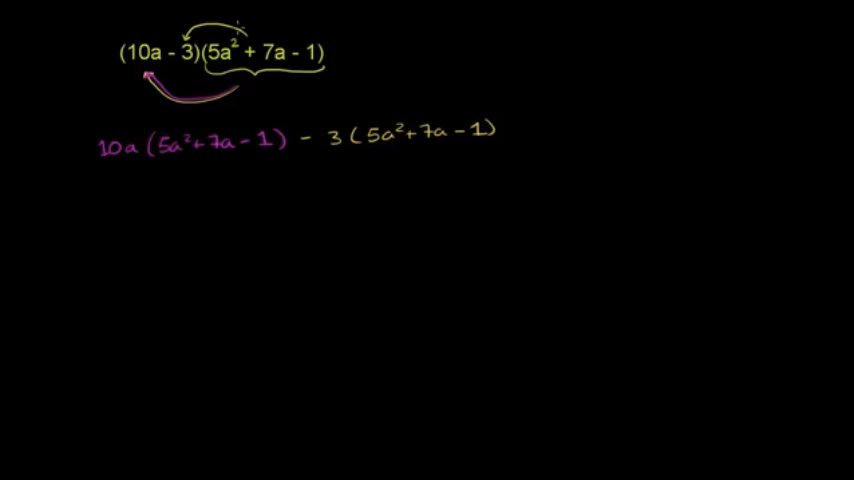 (10a - 3)(5a² + 7a - 1)
10a (5a² + 7a - 1) - 3 (5a² + 7a - 1)